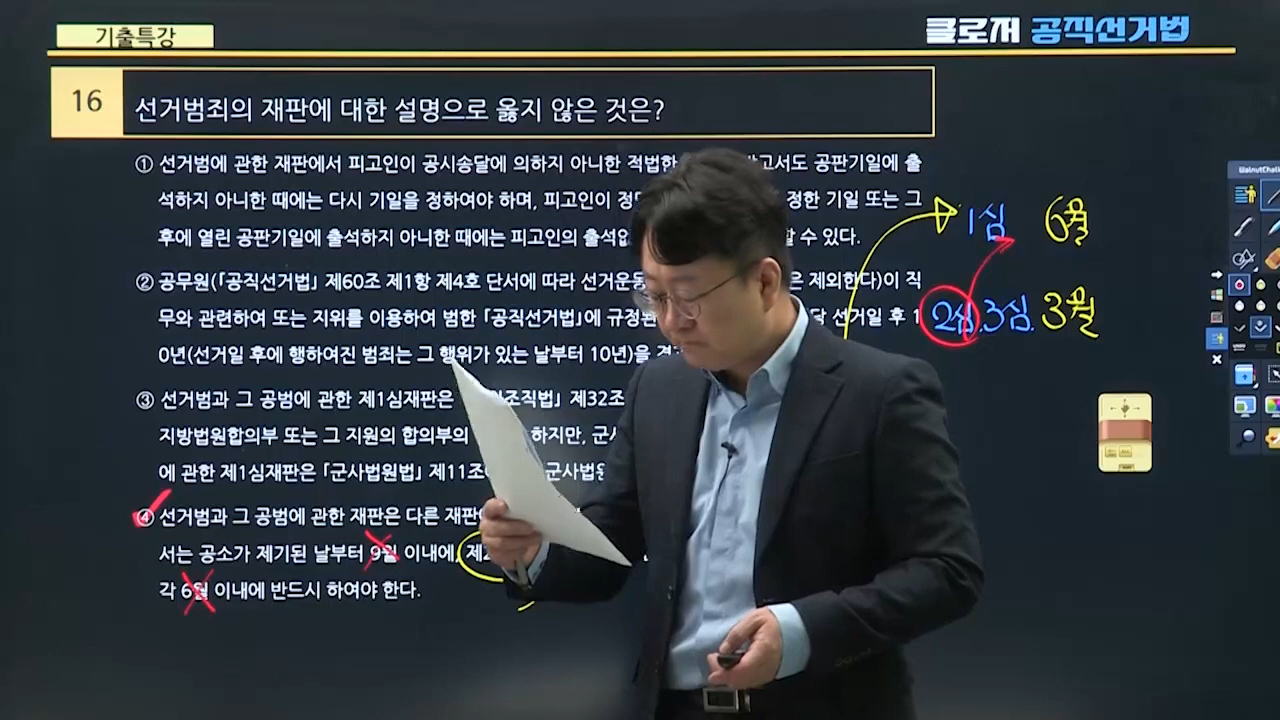 기출특강
클로저 공직선거법
16
선거범죄의 재판에 대한 설명으로 옳지 않은 것은?
① 선거범에 관한 재판에서 피고인이 공시송달에 의하지 아니한 적법한 고서도 공판기일에 출
석하지 아니한 때에는 다시 기일을 정하여야 하며, 피고인이 정한 기일 또는 그
후에 열린 공판기일에 출석하지 아니한 때에는 피고인의 출석 할 수 있다.
② 공무원(「공직선거법」 제60조 제1항 제4호 단서에 따라 선거운동 은 제외한다)이 직
무와 관련하여 또는 지위를 이용하여 범한 「공직선거법」에 규정된 선거일 후 1
0년(선거일 후에 행하여진 범죄는 그 행위가 있는 날부터 10년)을
③ 선거범과 그 공범에 관한 제1심재판은 제32조
지방법원합의부 또는 그 지원의 합의부의 하지만,
에 관한 제1심재판은 「군사법원법」 제11조 군사법원
④ 선거범과 그 공범에 관한 재판은 다른 재판
서는 공소가 제기된 날부터 9월 이내에,
각 6월 이내에 반드시 하여야 한다.
1심 6월
2심, 3심. 3월